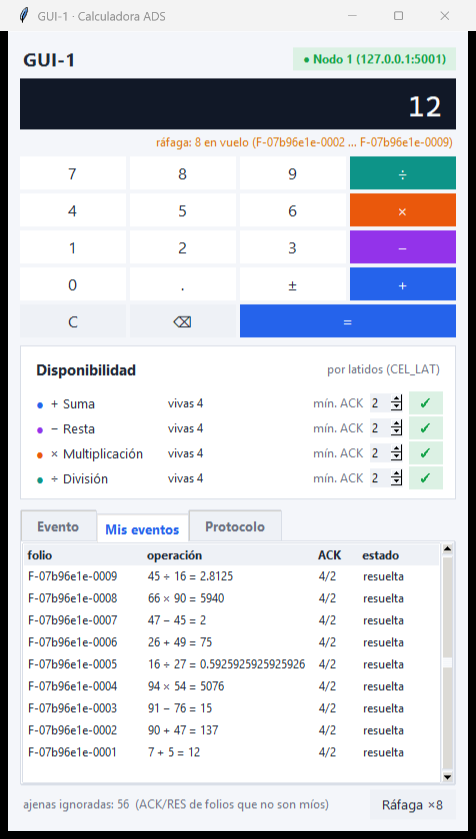 GUI-1 · Calculadora ADS
GUI-1
● Nodo 1 (127.0.0.1:5001)
12
ráfaga: 8 en vuelo (F-07b96e1e-0002 ... F-07b96e1e-0009)
7 8 9 ÷
4 5 6 ×
1 2 3 −
0 . ± +
C ⌫ =
Disponibilidad por latidos (CEL_LAT)
● + Suma vivas 4 mín. ACK 2 ✓
● − Resta vivas 4 mín. ACK 2 ✓
● × Multiplicación vivas 4 mín. ACK 2 ✓
● ÷ División vivas 4 mín. ACK 2 ✓
Evento Mis eventos Protocolo
folio operación ACK estado
F-07b96e1e-0009 45 ÷ 16 = 2.8125 4/2 resuelta
F-07b96e1e-0008 66 × 90 = 5940 4/2 resuelta
F-07b96e1e-0007 47 − 45 = 2 4/2 resuelta
F-07b96e1e-0006 26 + 49 = 75 4/2 resuelta
F-07b96e1e-0005 16 ÷ 27 = 0.5925925925925926 4/2 resuelta
F-07b96e1e-0004 94 × 54 = 5076 4/2 resuelta
F-07b96e1e-0003 91 − 76 = 15 4/2 resuelta
F-07b96e1e-0002 90 + 47 = 137 4/2 resuelta
F-07b96e1e-0001 7 + 5 = 12 4/2 resuelta
ajenas ignoradas: 56 (ACK/RES de folios que no son míos) Ráfaga ×8